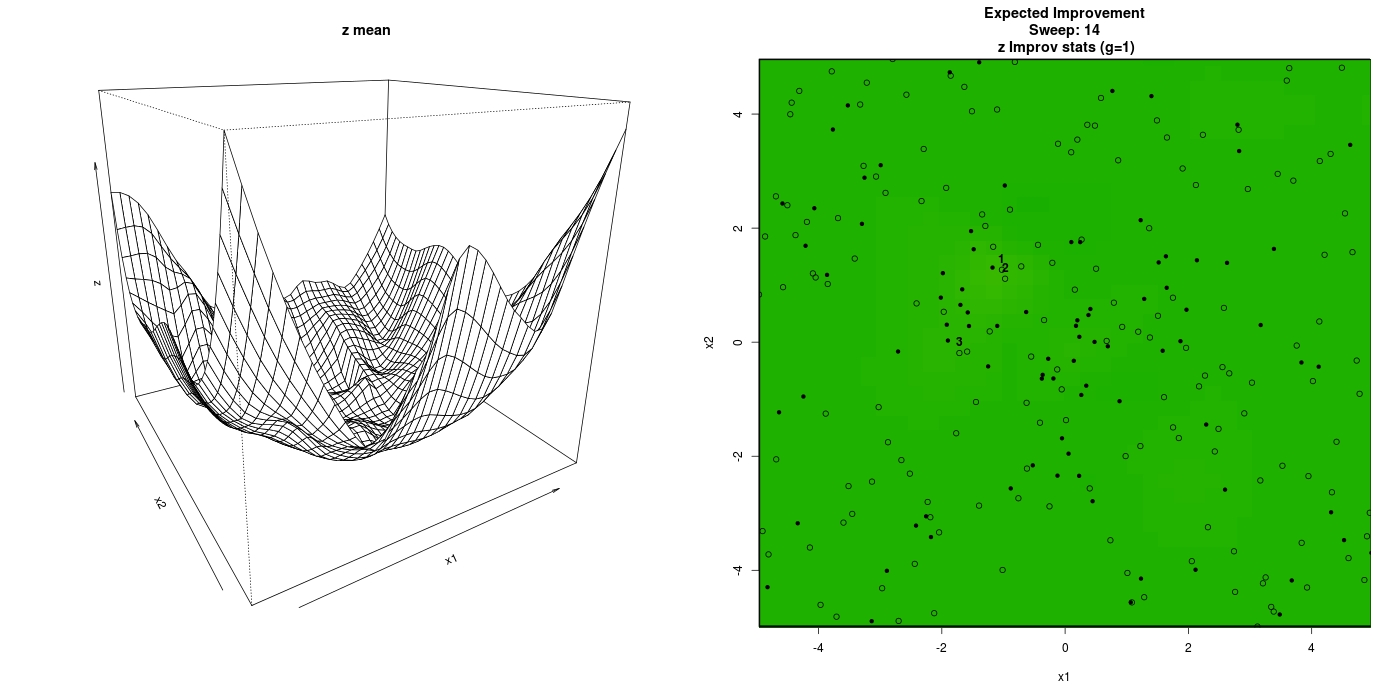 z mean
z
x2
x1
Expected Improvement
Sweep: 14
z Improv stats (g=1)
x2
4
2
0
-2
-4
1
2
3
-4
-2
0
2
4
x1